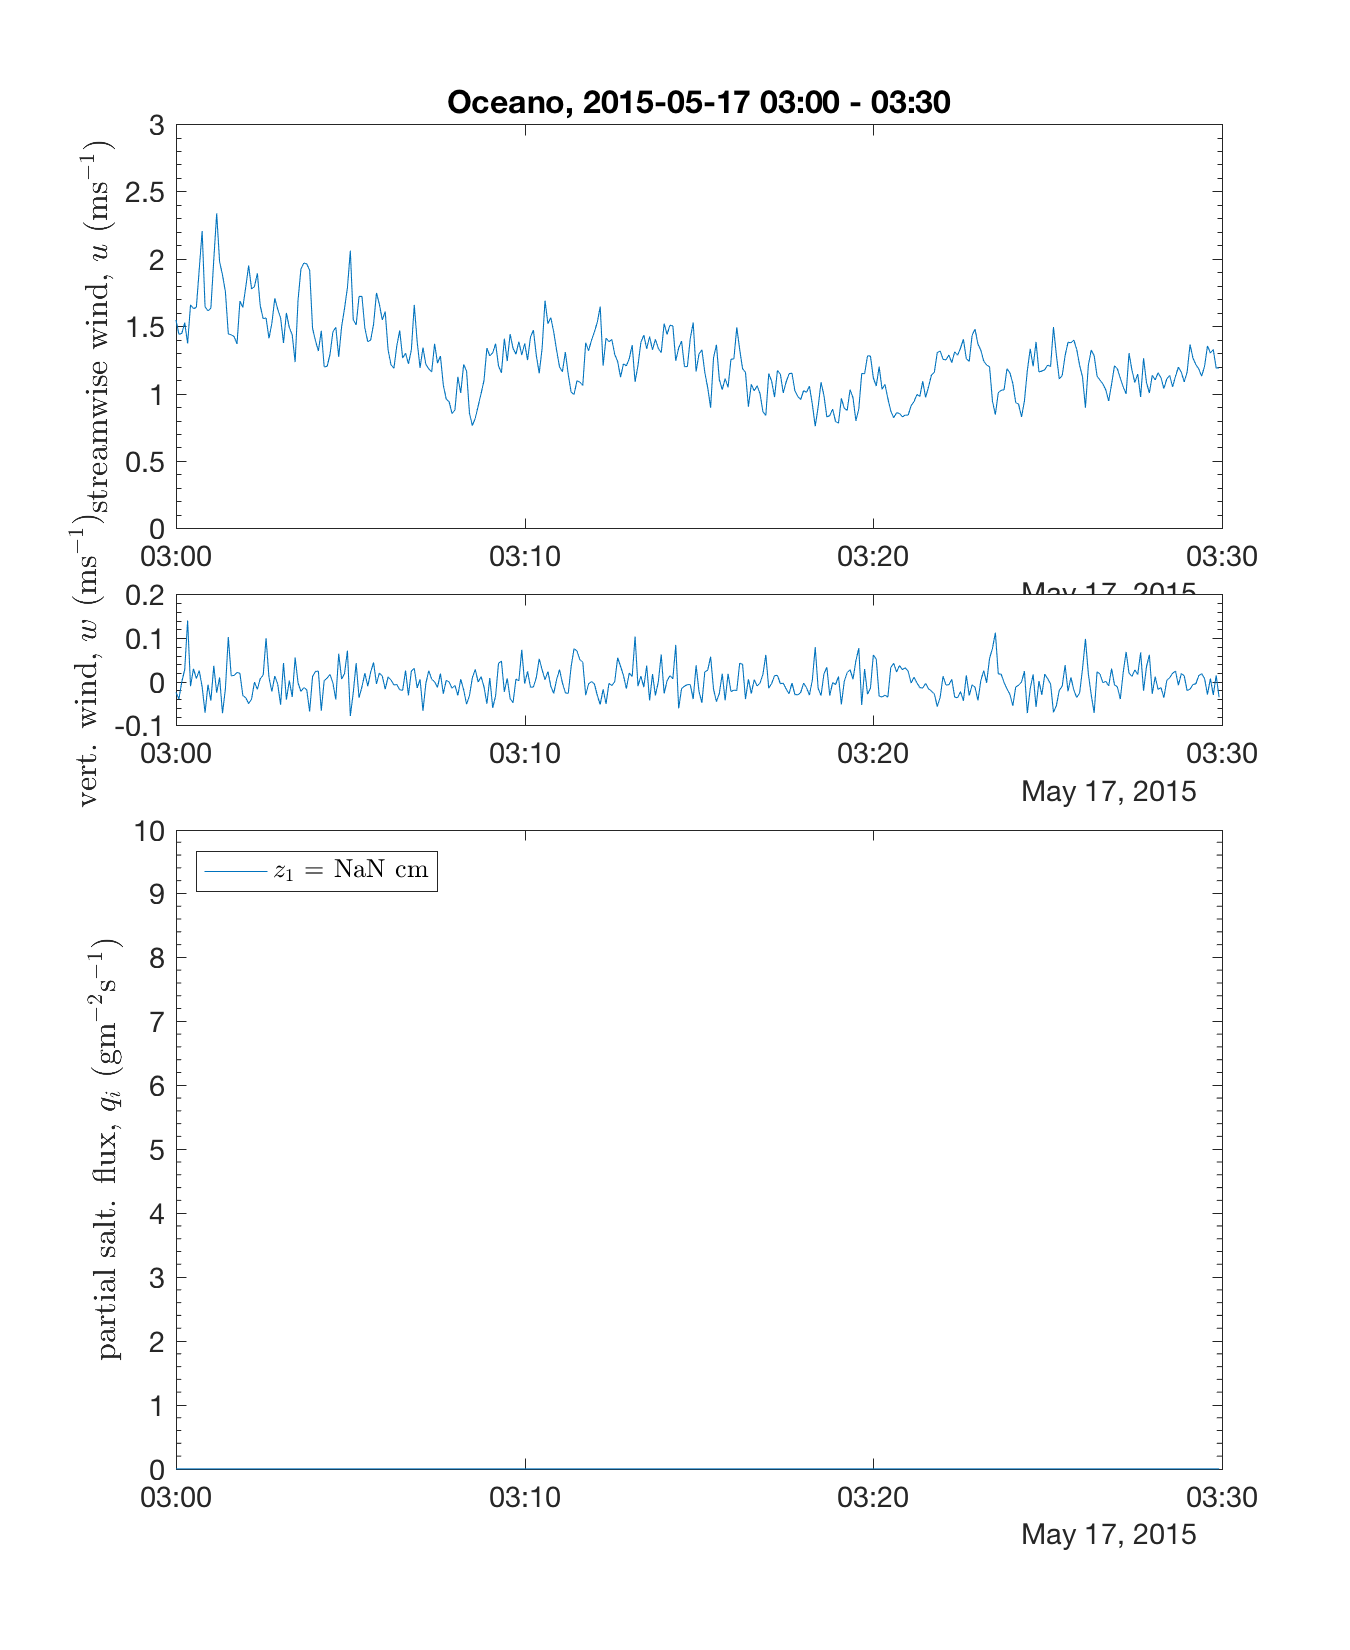 Oceano, 2015-05-17 03:00 - 03:30
streamwise wind, u (ms⁻¹)
3
2.5
2
1.5
1
0.5
0
03:00 03:10 03:20 03:30
May 17, 2015
vert. wind, w (ms⁻¹)
0.2
0.1
0
-0.1
03:00 03:10 03:20 03:30
May 17, 2015
partial salt. flux, qᵢ (gm⁻²s⁻¹)
10
9
8
7
6
5
4
3
2
1
0
z₁ = NaN cm
03:00 03:10 03:20 03:30
May 17, 2015